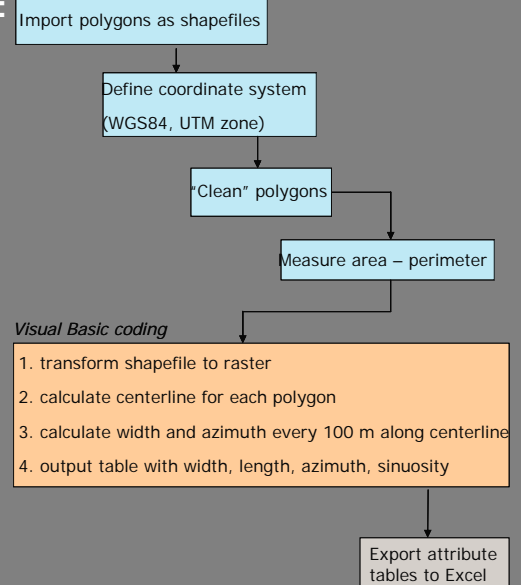 Import polygons as shapefiles
Define coordinate system
(WGS84, UTM zone)
"Clean" polygons
Measure area – perimeter
Visual Basic coding
1. transform shapefile to raster
2. calculate centerline for each polygon
3. calculate width and azimuth every 100 m along centerline
4. output table with width, length, azimuth, sinuosity
Export attribute
tables to Excel